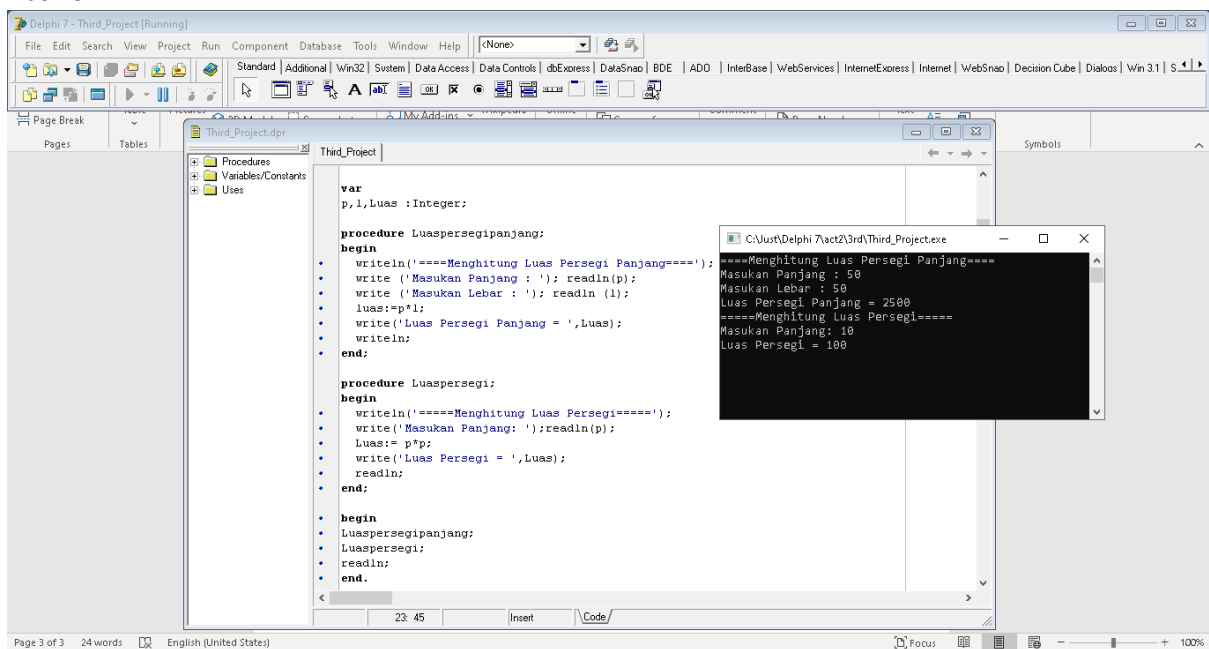 Delphi 7 - Third_Project [Running]
File Edit Search View Project Run Component Database Tools Window Help <None>
Standard Additional Win32 System Data Access Data Controls dbExpress DataSnap BDE ADO InterBase WebServices InternetExpress Internet WebSnap Decision Cube Dialogs Win 3.1 S
Page Break
Pages Tables Symbols
Third_Project.dpr
Third_Project
Procedures
Variables/Constants
Uses
var
p,l,Luas :Integer;
procedure Luaspersegipanjang;
begin
writeln('====Menghitung Luas Persegi Panjang====');
write ('Masukan Panjang : '); readln(p);
write ('Masukan Lebar : '); readln (l);
luas:=p*l;
write('Luas Persegi Panjang = ',Luas);
writeln;
end;
procedure Luaspersegi;
begin
writeln('=====Menghitung Luas Persegi=====');
write('Masukan Panjang: ');readln(p);
Luas:= p*p;
write('Luas Persegi = ',Luas);
readln;
end;
begin
Luaspersegipanjang;
Luaspersegi;
readln;
end.
23: 45 Insert Code
C:\Just\Delphi 7\act2\3rd\Third_Project.exe
====Menghitung Luas Persegi Panjang====
Masukan Panjang : 50
Masukan Lebar : 50
Luas Persegi Panjang = 2500
=====Menghitung Luas Persegi=====
Masukan Panjang: 10
Luas Persegi = 100
Page 3 of 3 24 words English (United States) Focus 100%